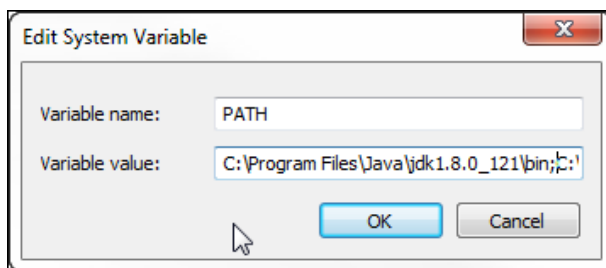 Edit System Variable
Variable name: PATH
Variable value: C:\Program Files\Java\jdk1.8.0_121\bin;C:\
OK Cancel